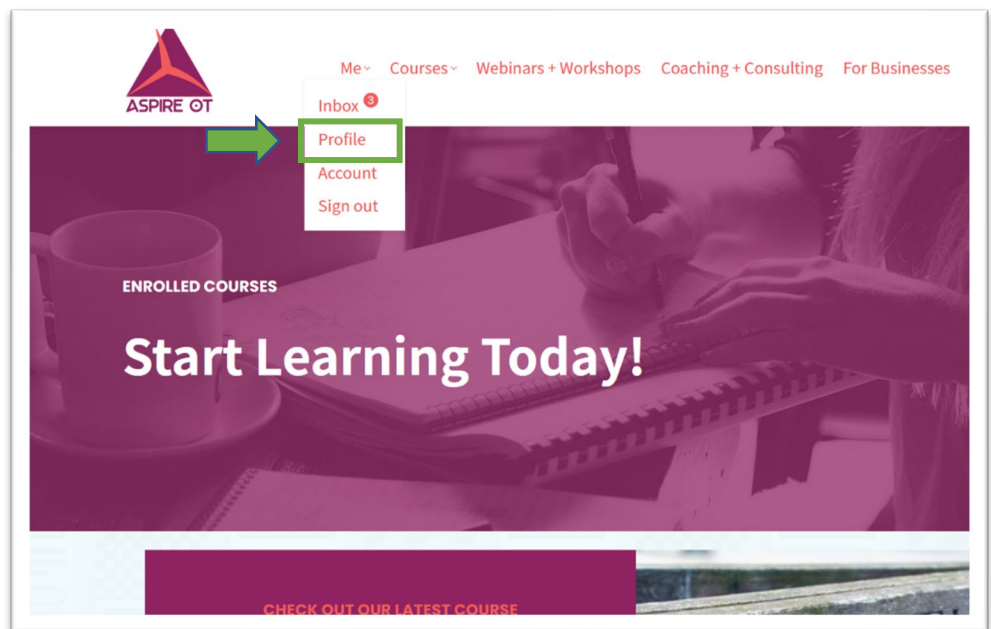 ASPIRE OT
Me Courses Webinars + Workshops Coaching + Consulting For Businesses
Inbox 3
Profile
Account
Sign out
ENROLLED COURSES
Start Learning Today!
CHECK OUT OUR LATEST COURSE